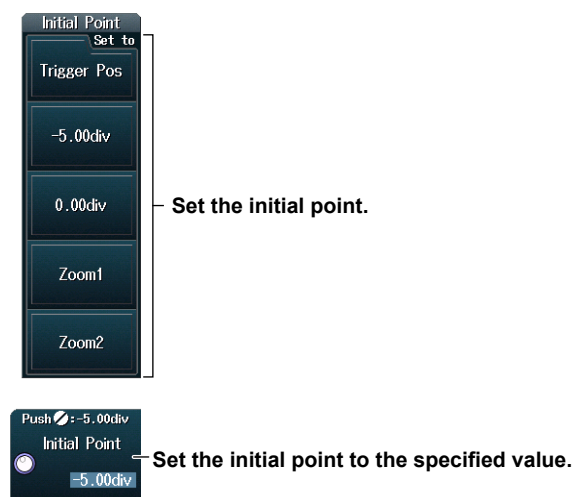 Initial Point
Set to
Trigger Pos
-5.00div
0.00div
Set the initial point.
Zoom1
Zoom2
Push :-5.00div
Initial Point
Set the initial point to the specified value.
-5.00div